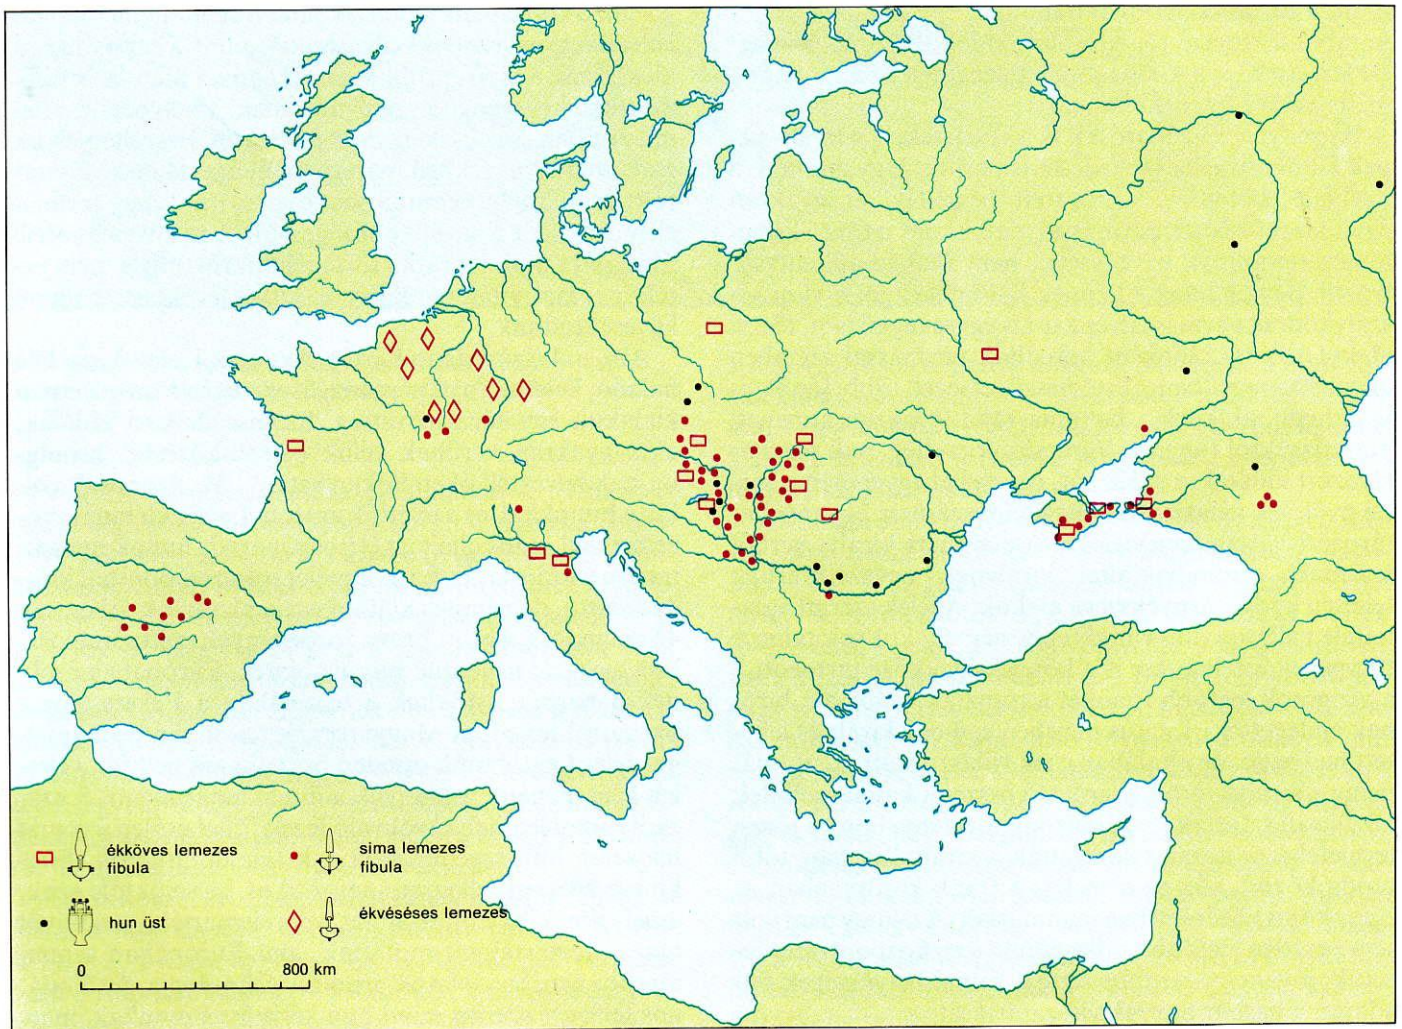 ékköves lemezes
fibula
sima lemezes
fibula
hun üst
ékvéséses lemezes
0 800 km